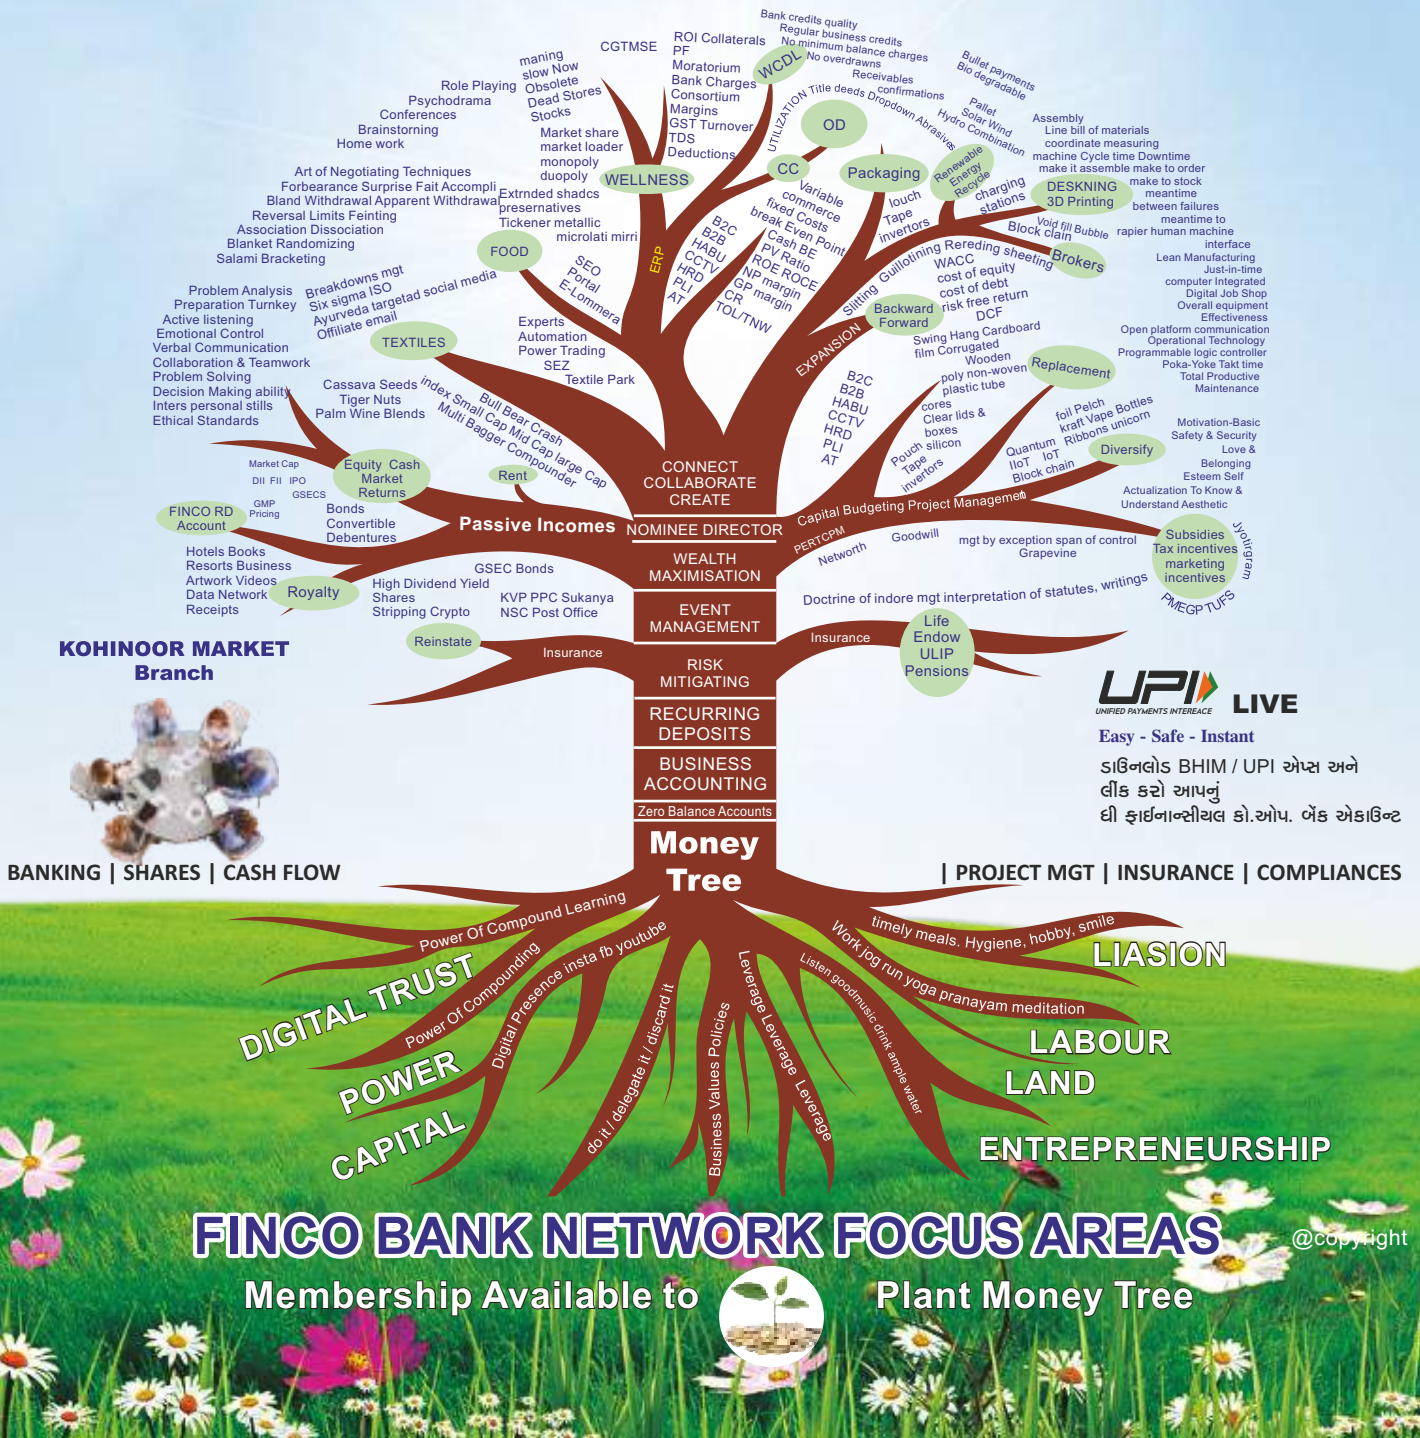 Bank credits quality
Regular business credits
No minimum balance charges
No overdrawns
Receivables
confirmations
WCDL
UTILIZATION Title deeds Dropdown Abrasives
OD
CC
CGTMSE
ROI Collaterals
PF
Moratorium
Bank Charges
Consortium
Margins
GST Turnover
TDS
Deductions
maning
slow Now
Obsolete
Dead Stores
Stocks
Role Playing
Psychodrama
Conferences
Brainstorning
Home work
Market share
market loader
monopoly
duopoly
WELLNESS
ERP
Art of Negotiating Techniques
Forbearance Surprise Fait Accompli
Bland Withdrawal Apparent Withdrawal
Reversal Limits Feinting
Association Dissociation
Blanket Randomizing
Salami Bracketing
Extrnded shadcs
presernatives
Tickener metallic
microlati mirri
FOOD
SEO
Portal
E-Lommera
B2C
B2B
HABU
CCTV
HRD
PLI
AT
Variable
commerce
fixed Costs
break Even Point
Cash BE
PV Ratio
ROE ROCE
NP margin
GP margin
CR
TOL/TNW
Packaging
louch
Tape
invertors
Bullet payments
Bio degradable
Pallet
Solar Wind
Hydro Combination
Renewable
Energy
Recycle
charging
stations
Assembly
Line bill of materials
coordate measuring
machine Cycle time Downtime
make it assemble make to order
make to stock
meantime
between failures
meantime to
rapier human machine
interface
Lean Manufacturing
Just-in-time
computer Integrated
Digital Job Shop
Overall equipment
Effectiveness
Open platform communication
Operational Technology
Programmable logic controller
Poka-Yoke Takt time
Total Productive
Maintenance
DESKNING
3D Printing
Void fill Bubble
Block clain
Brokers
Slitting Guillotining Rereding sheeting
WACC
cost of equity
cost of debt
risk free return
DCF
Backward
Forward
EXPANSION
Swing Hang Cardboard
film Corrugated
Wooden
poly non-woven
plastic tube
cores
Clear lids &
boxes
silicon
Pouch
Tape
invertors
Replacement
B2C
B2B
HABU
CCTV
HRD
PLI
AT
foil Pelch
kraft Vape Bottles
Ribbons unicorn
Quantum
IIoT IoT
Block chain
Diversify
Motivation-Basic
Safety & Security
Love &
Belonging
Esteem Self
Actualization To Know &
Understand Aesthetic
Breakdowns mgt
Six sigma ISO
Ayurveda targetad social media
Offiliate email
TEXTILES
Problem Analysis
Preparation Turnkey
Active listening
Emotional Control
Verbal Communication
Collaboration & Teamwork
Problem Solving
Decision Making ability
Inters personal stills
Ethical Standards
Experts
Automation
Power Trading
SEZ
Textile Park
Cassava Seeds
Tiger Nuts
Palm Wine Blends
Bull Bear Crash
index Small Cap Mid Cap large Cap
Multi Bagger Compounder
Rent
Equity Cash
Market
Returns
Market Cap
DII FII IPO
GSECS
GMP
Pricing
FINCO RD
Account
Bonds
Convertible
Debentures
Passive Incomes
Hotels Books
Resorts Business
Artwork Videos
Data Network
Receipts
Royalty
GSEC Bonds
High Dividend Yield
Shares
Stripping Crypto
KVP PPC Sukanya
NSC Post Office
Reinstate
Insurance
CONNECT
COLLABORATE
CREATE
NOMINEE DIRECTOR
WEALTH
MAXIMISATION
EVENT
MANAGEMENT
RISK
MITIGATING
RECURRING
DEPOSITS
BUSINESS
ACCOUNTING
Zero Balance Accounts
Money
Tree
Capital Budgeting Project Managemen
PERTCPM
Networth
Goodwill
mgt by exception span of control
Grapevine
Subsidies
Tax incentives
marketing
incentives
Jyotirgram
PMEGP TUFS
Doctrine of indore mgt interpretation of statutes, writings
Insurance
Life
Endow
ULIP
Pensions
KOHINOOR MARKET
Branch
BANKING | SHARES | CASH FLOW
UPI
UNIFIED PAYMENTS INTEREACE
LIVE
Easy - Safe - Instant
ડાઉનલોડ BHIM / UPI એપ્સ અને
લીંક કરો આપનું
ધી ફાઈનાન્સીયલ કો.ઓપ. બેંક એકાઉન્ટ
| PROJECT MGT | INSURANCE | COMPLIANCES
Power Of Compound Learning
DIGITAL TRUST
Power Of Compounding
POWER
Digital Presence insta fb youtube
CAPITAL
do it / delegate it / discard it
Business Values Policies
Leverage Leverage Leverage
Listen goodmusic drink ample water
Work jog run yoga pranayam meditation
timely meals. Hygiene, hobby, smile
LIASION
LABOUR
LAND
ENTREPRENEURSHIP
FINCO BANK NETWORK FOCUS AREAS
@copyright
Membership Available to Plant Money Tree